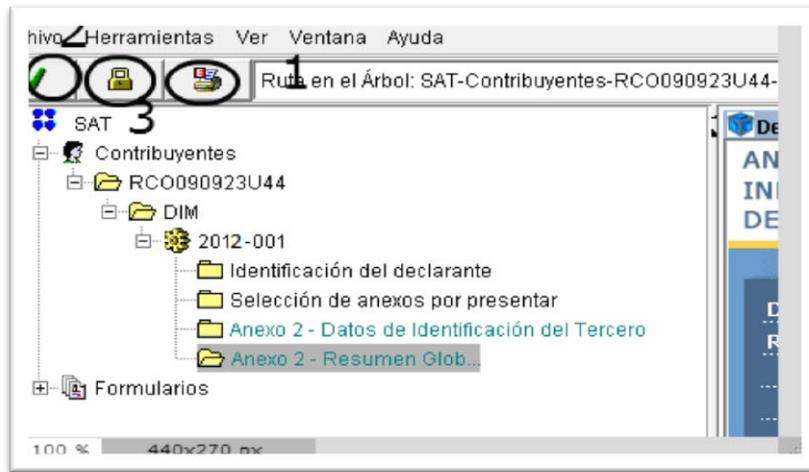 hivo Herramientas Ver Ventana Ayuda
2
1
3
Ruta en el Árbol: SAT-Contribuyentes-RCO090923U44-
SAT
Contribuyentes
RCO090923U44
DIM
2012-001
Identificación del declarante
Selección de anexos por presentar
Anexo 2 - Datos de Identificación del Tercero
Anexo 2 - Resumen Glob...
Formularios
De
AN
IN
DE
D
R
100 % 440x270 px